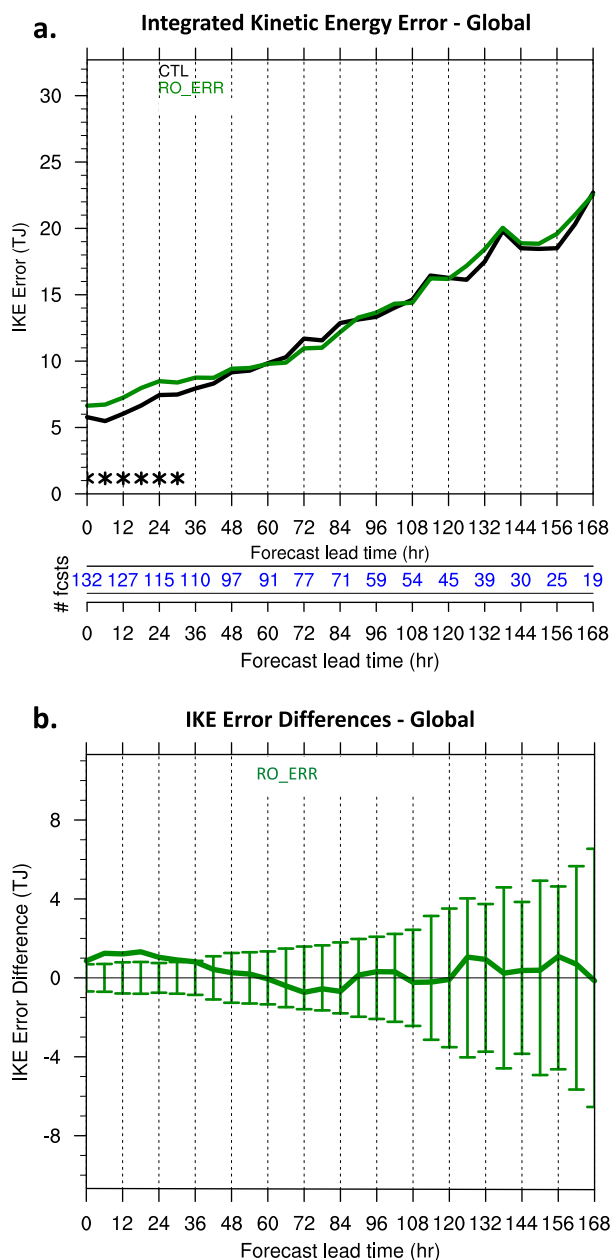 a.
Integrated Kinetic Energy Error - Global
CTL
RO_ERR
30
25
20
15
10
5
0
IKE Error (TJ)
0 12 24 36 48 60 72 84 96 108 120 132 144 156 168
Forecast lead time (hr)
# fcsts
132 127 115 110 97 91 77 71 59 54 45 39 30 25 19
0 12 24 36 48 60 72 84 96 108 120 132 144 156 168
Forecast lead time (hr)
b.
IKE Error Differences - Global
RO_ERR
8
4
0
-4
-8
IKE Error Difference (TJ)
0 12 24 36 48 60 72 84 96 108 120 132 144 156 168
Forecast lead time (hr)